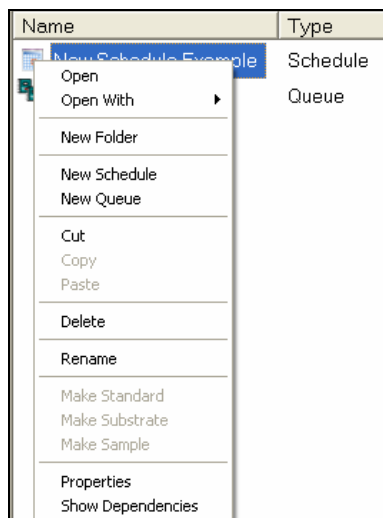 Name Type
New Schedule Example Schedule
Queue
Open
Open With
New Folder
New Schedule
New Queue
Cut
Copy
Paste
Delete
Rename
Make Standard
Make Substrate
Make Sample
Properties
Show Dependencies